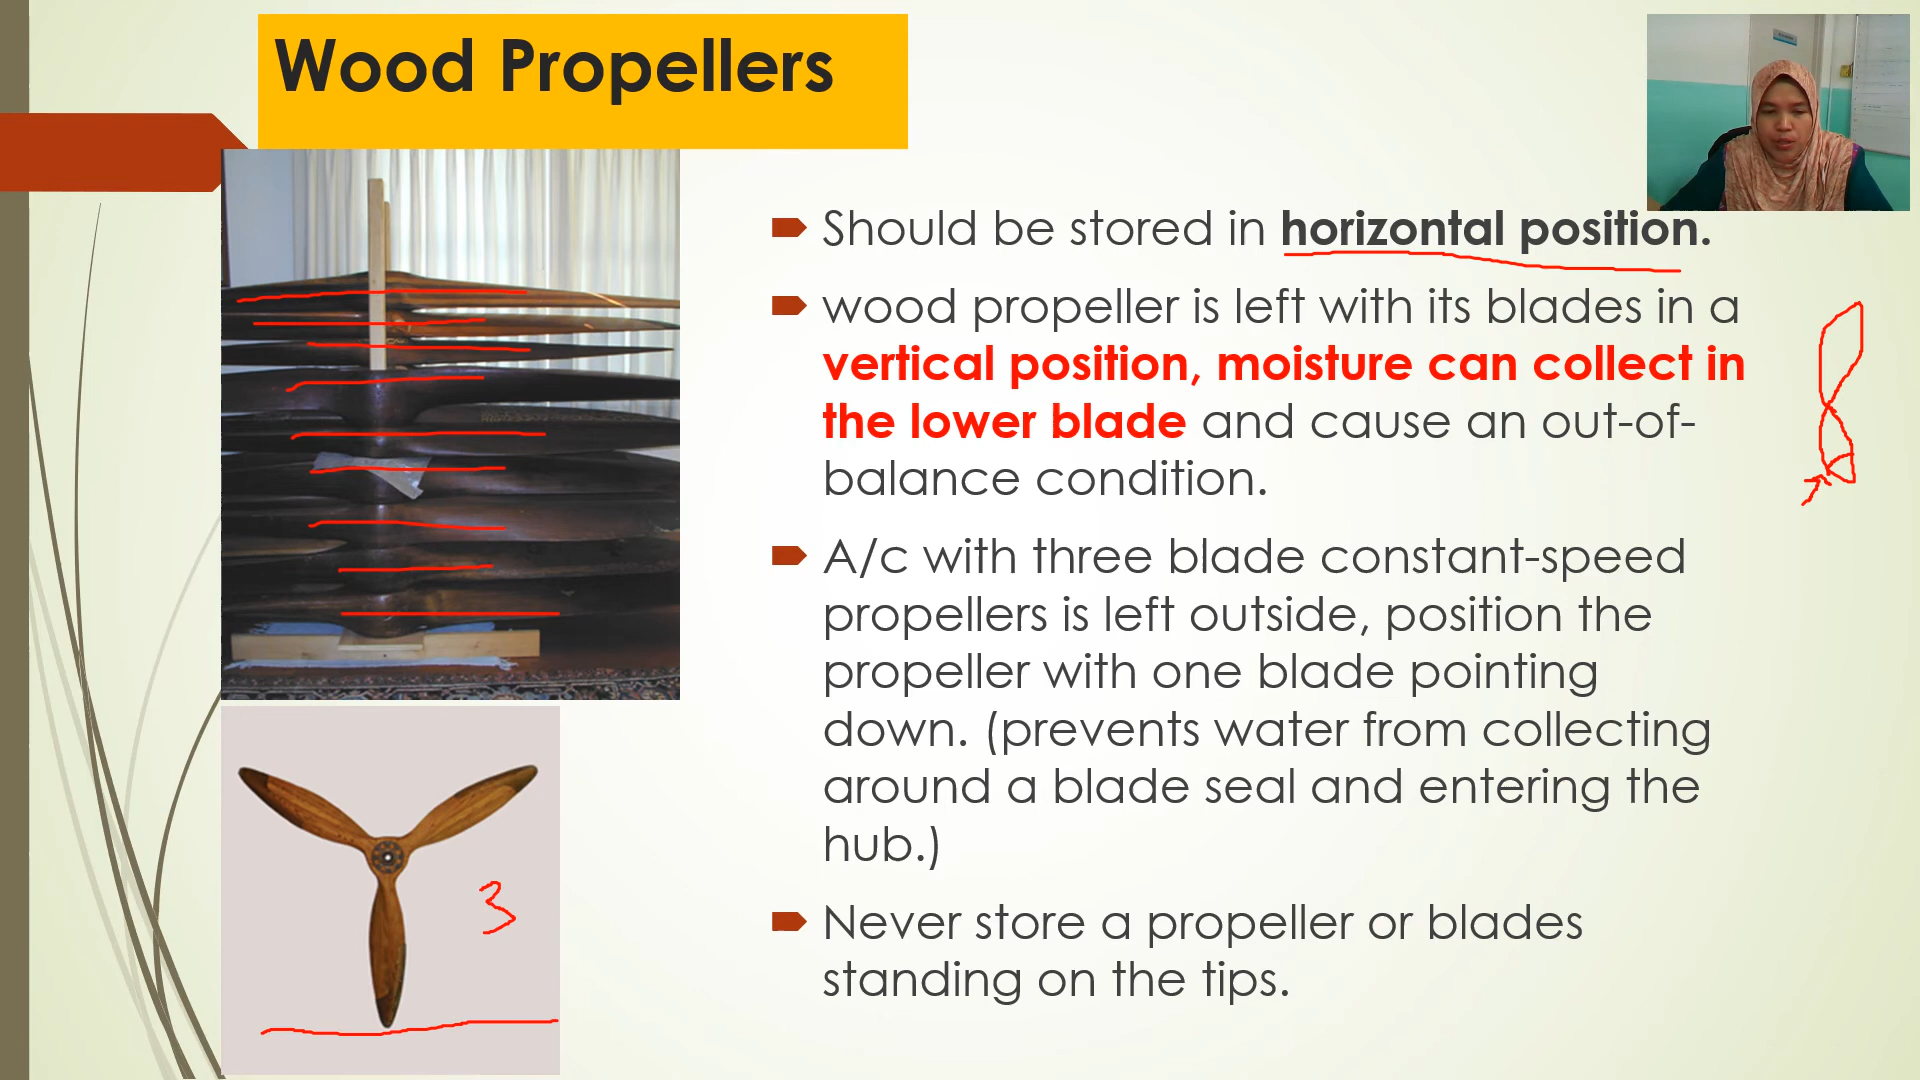 Wood Propellers
Should be stored in horizontal position.
wood propeller is left with its blades in a
vertical position, moisture can collect in
the lower blade and cause an out-of-
balance condition.
A/c with three blade constant-speed
propellers is left outside, position the
propeller with one blade pointing
down. (prevents water from collecting
around a blade seal and entering the
hub.)
Never store a propeller or blades
standing on the tips.
3